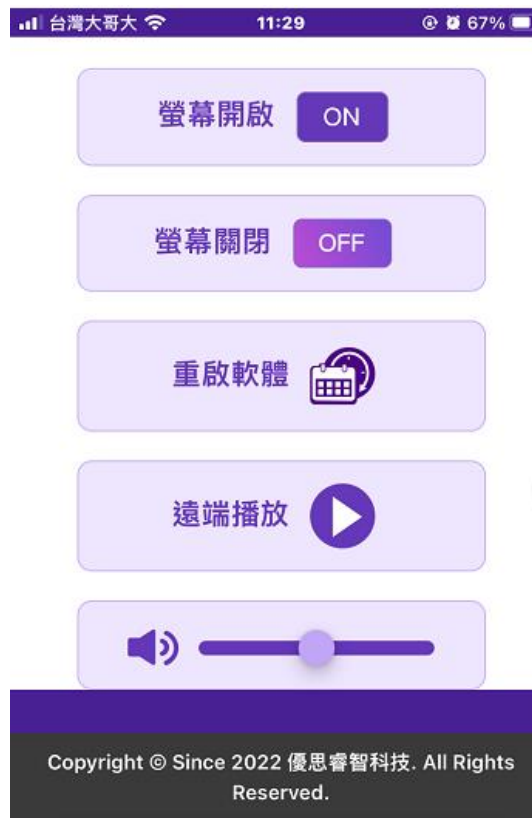 台灣大哥大 11:29 67%
螢幕開啟 ON
螢幕關閉 OFF
重啟軟體
遠端播放
Copyright © Since 2022 優思睿智科技. All Rights
Reserved.